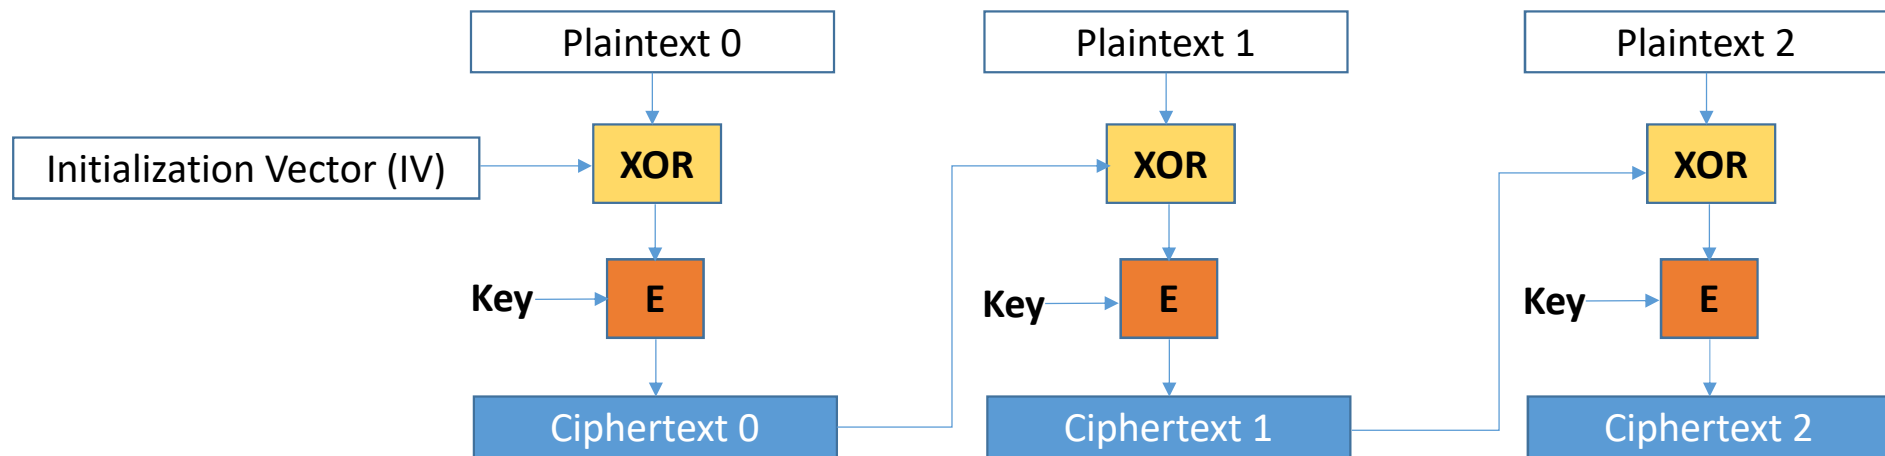 Plaintext 0
Plaintext 1
Plaintext 2
Initialization Vector (IV)
XOR
XOR
XOR
Key
E
Key
E
Key
E
Ciphertext 0
Ciphertext 1
Ciphertext 2